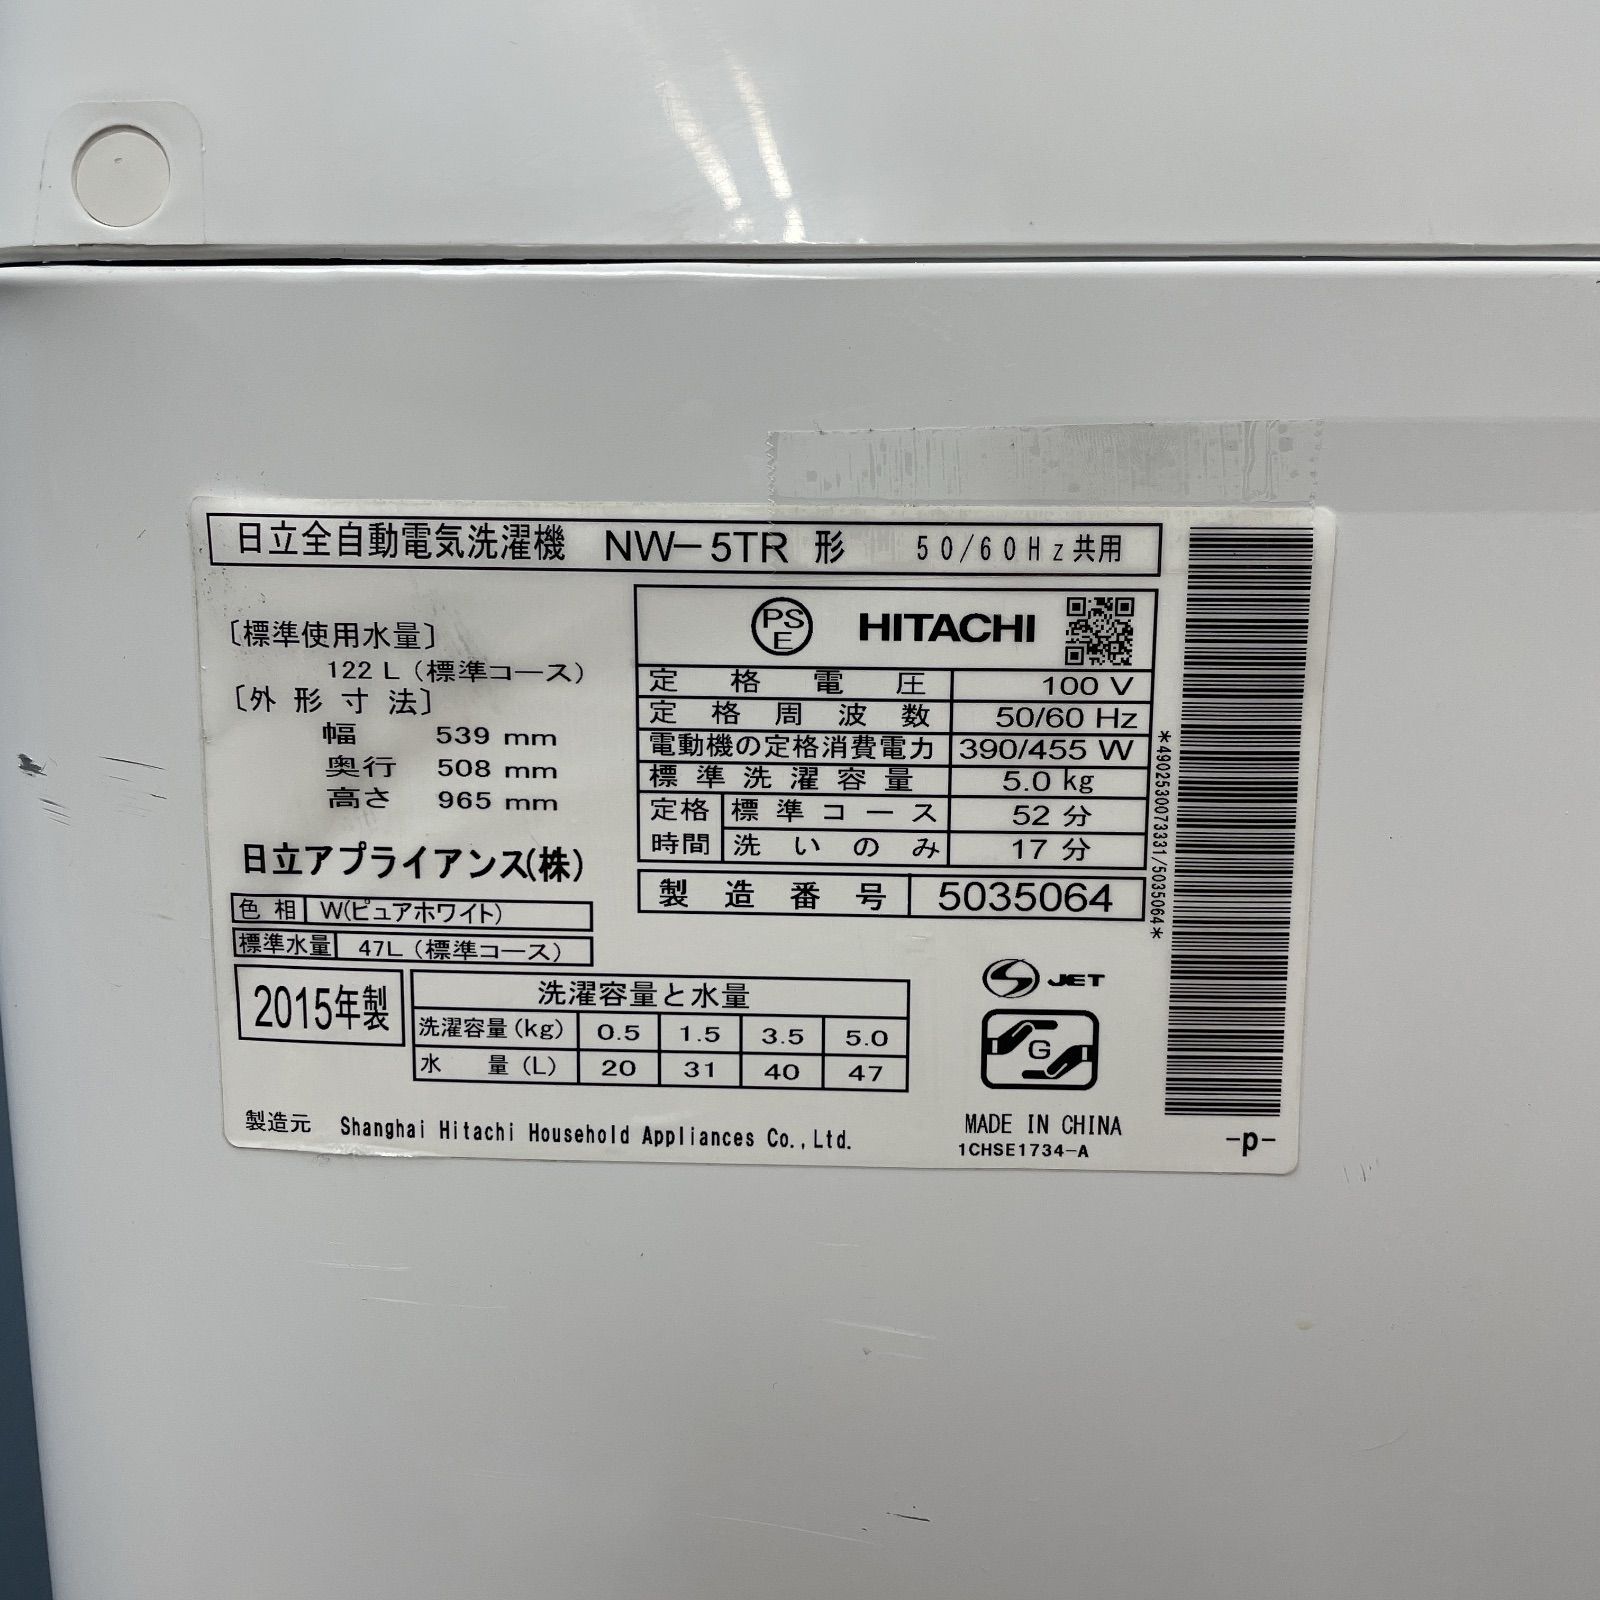 日立全自動電気洗濯機 NW-5TR 形 50/60Hz共用
〔標準使用水量〕
122 L (標準コース)
〔外形寸法〕
幅 539 mm
奥行 508 mm
高さ 965 mm
日立アプライアンス(株)
色相 W(ピュアホワイト)
標準水量 47L (標準コース)
2015年製
PS
E
HITACHI
定格電圧 100 V
定格周波数 50/60 Hz
電動機の定格消費電力 390/455 W
標準洗濯容量 5.0 kg
定格時間 標準コース 52 分
洗いのみ 17 分
製造番号 5035064
*4902530073331/5035064*
洗濯容量と水量
洗濯容量(kg) 0.5 1.5 3.5 5.0
水量(L) 20 31 40 47
S JET
G
製造元 Shanghai Hitachi Household Appliances Co.,Ltd.
MADE IN CHINA
1CHSE1734-A
-p-